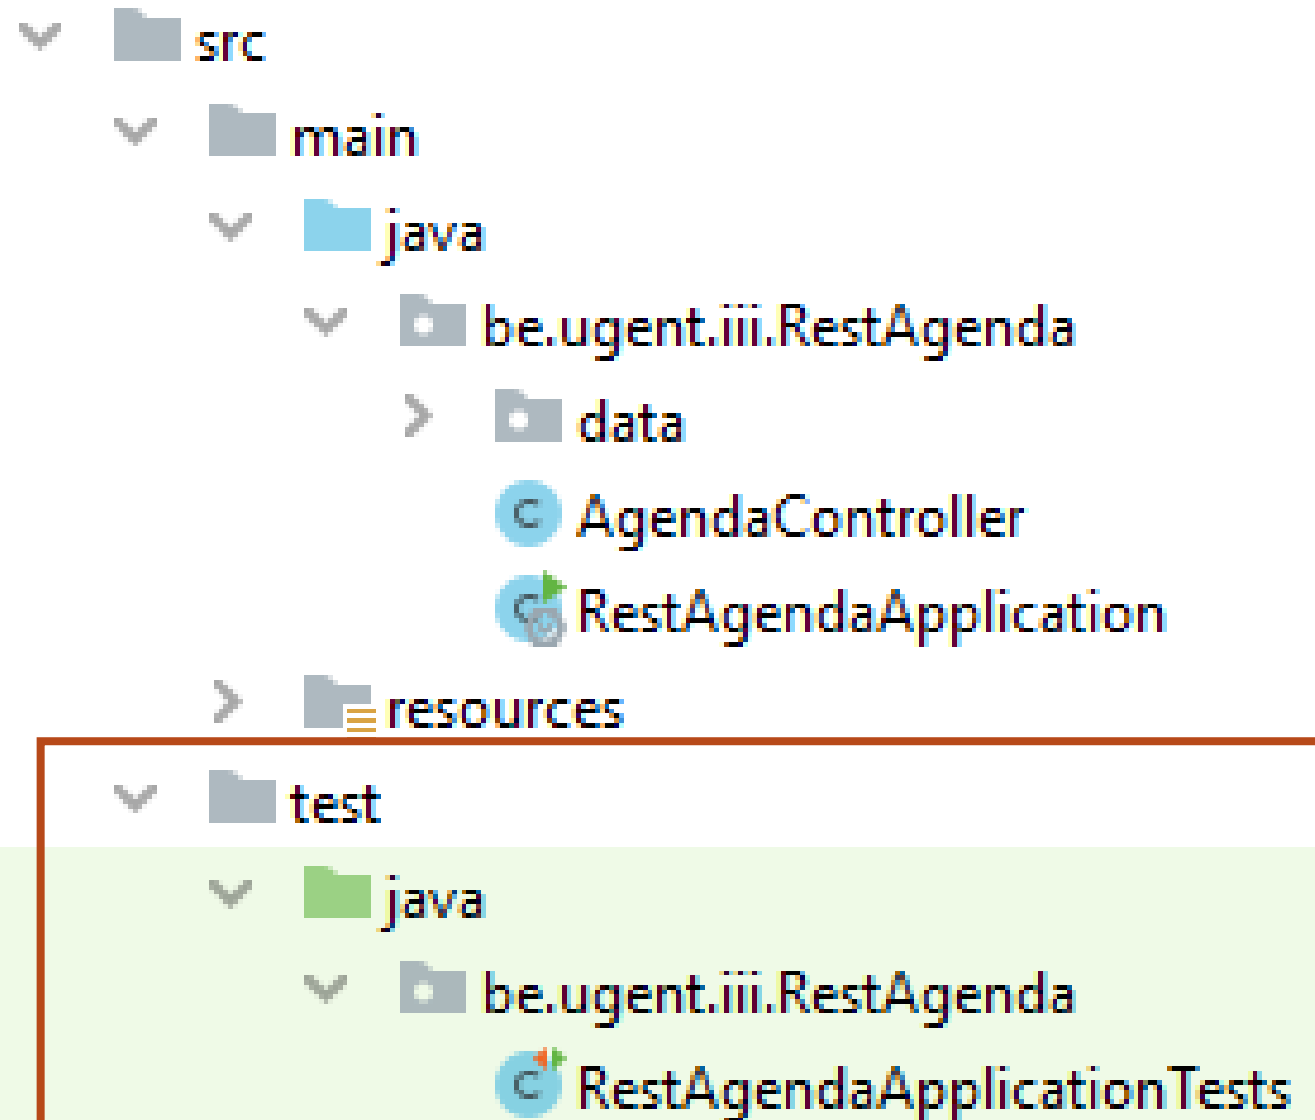 src
main
java
be.ugent.iii.RestAgenda
data
AgendaController
RestAgendaApplication
resources
test
java
be.ugent.iii.RestAgenda
RestAgendaApplicationTests